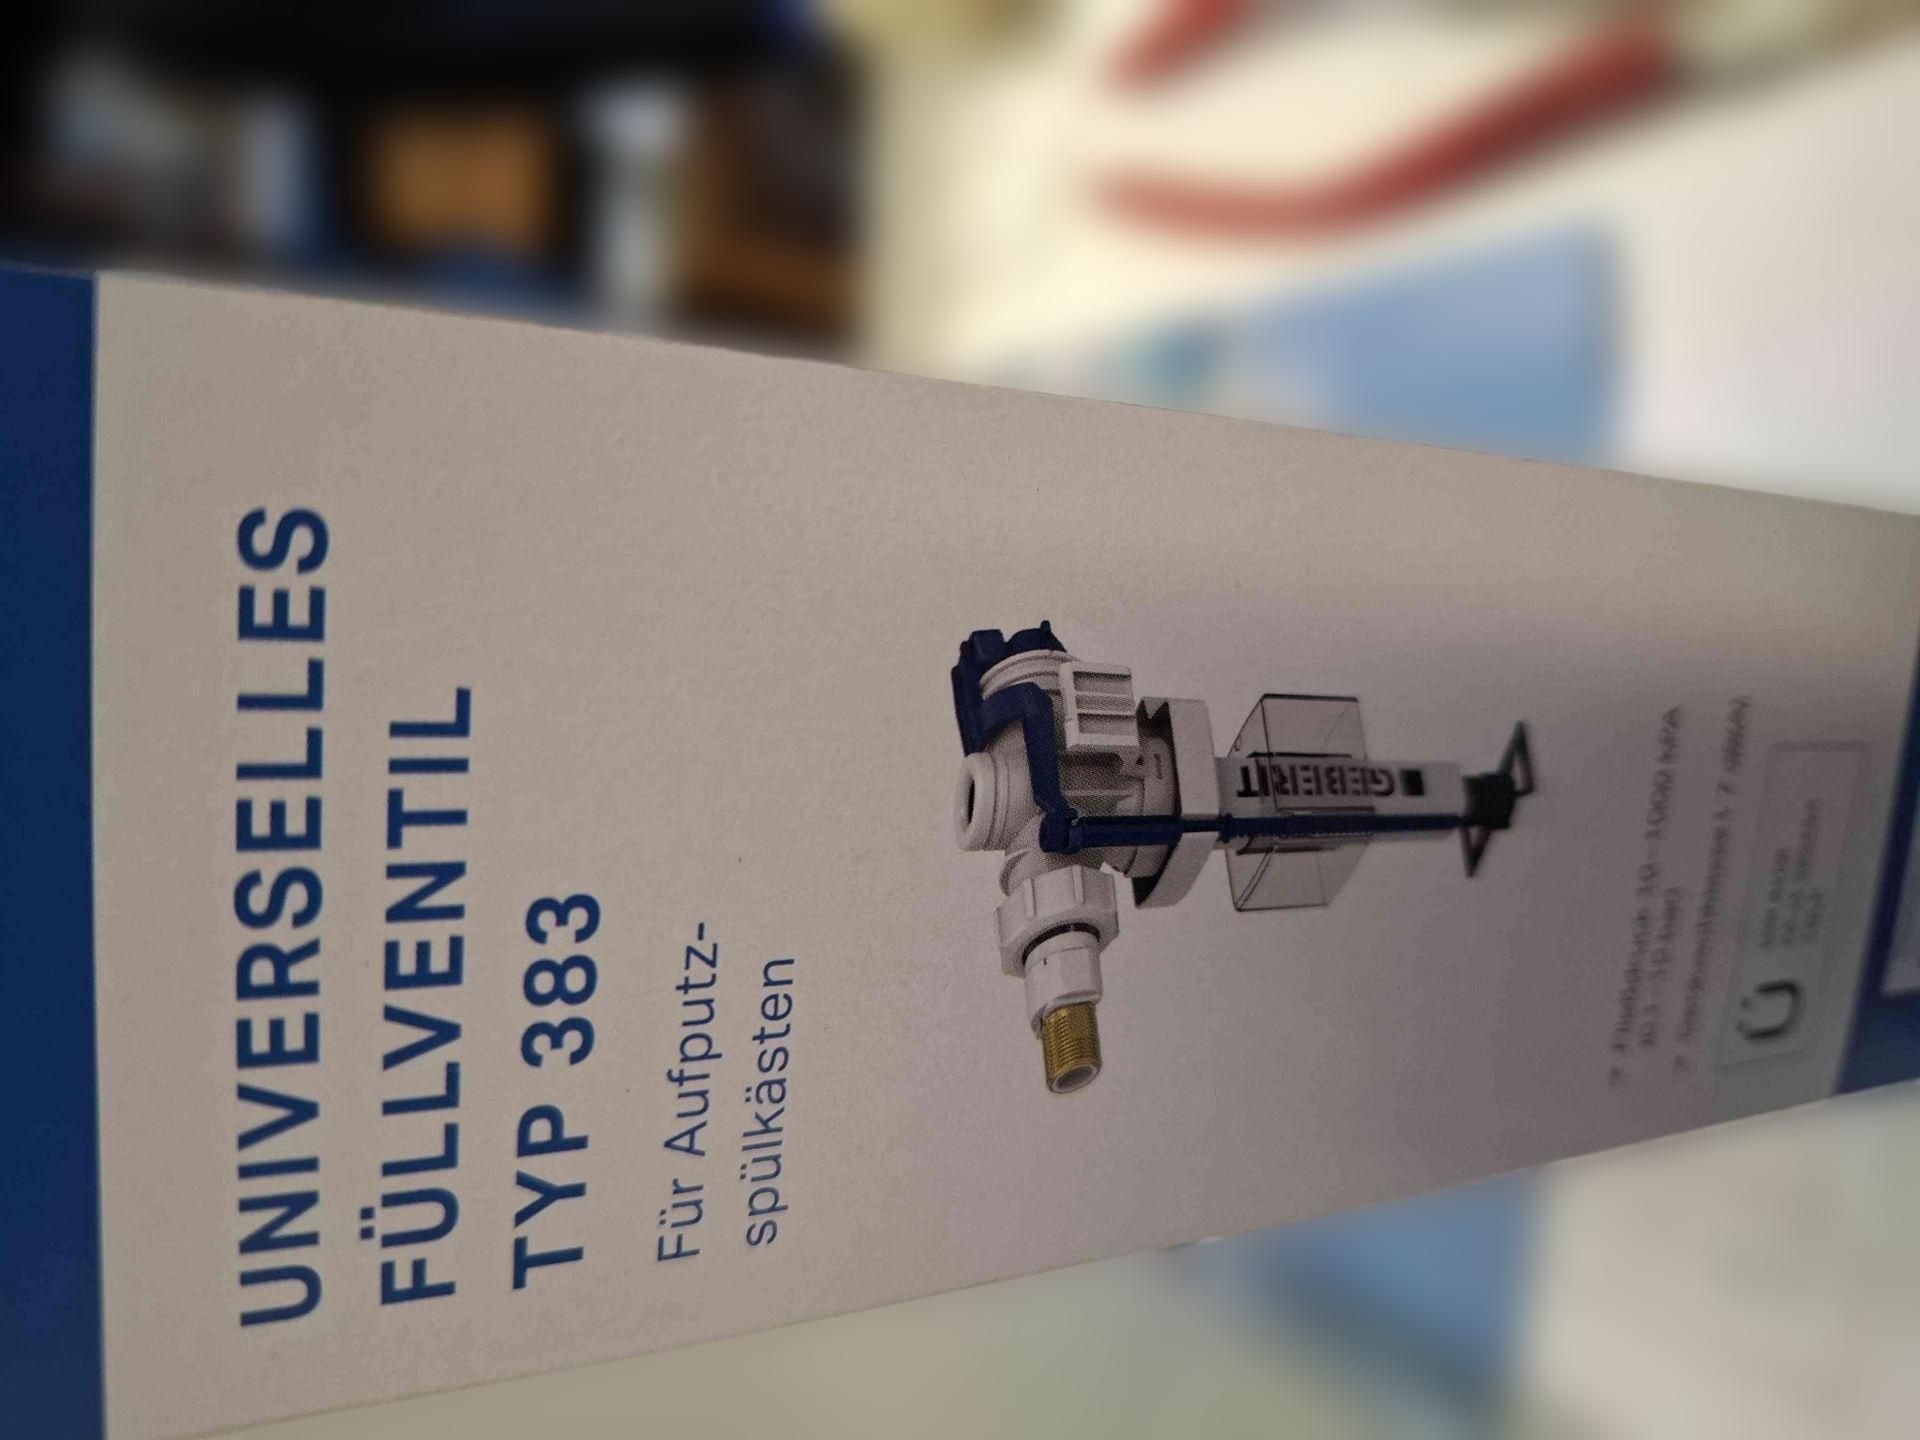 UNIVERSELLES
FÜLLVENTIL
TYP 383
Für Aufputz-
spülkästen
GEBERIT
Ü